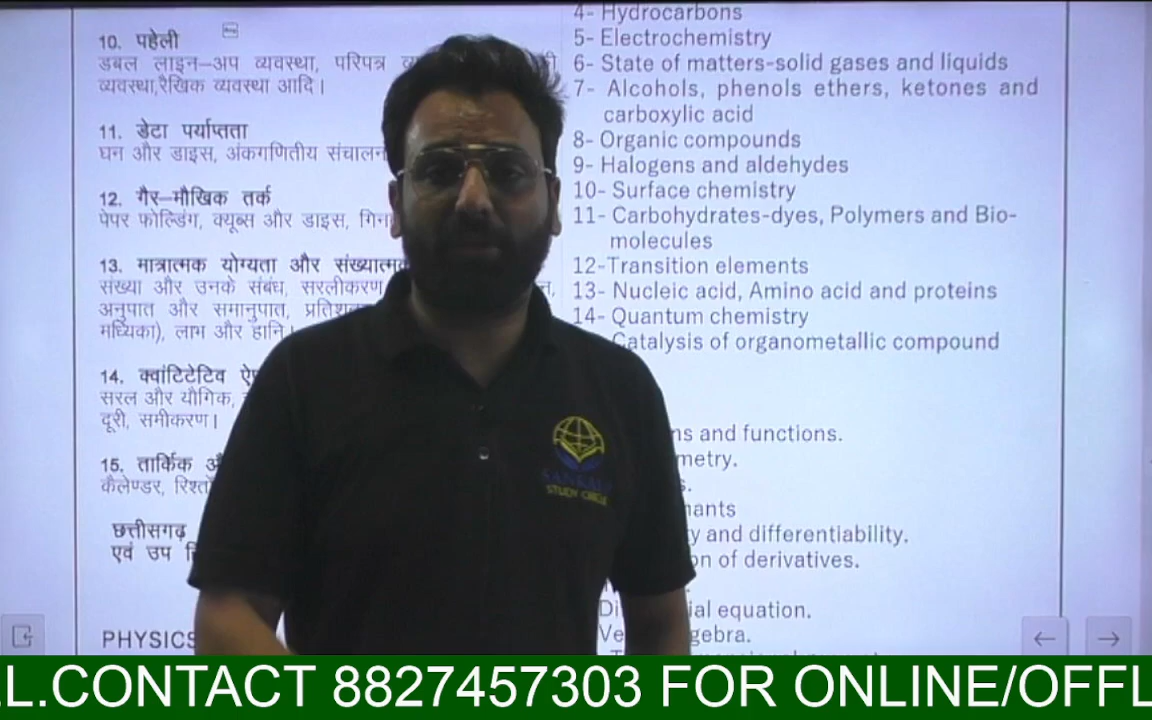 10. पहेली
डबल लाइन–अप व्यवस्था, परिपत्र
व्यवस्था,रैखिक व्यवस्था आदि।
11. डेटा पर्याप्तता
घन और डाइस, अंकगणितीय संचालन
12. गैर–मौखिक तर्क
पेपर फोल्डिंग, क्यूब्स और डाइस,
13. मात्रात्मक योग्यता और
संख्या और उनके संबंध, सरलीकरण
अनुपात और समानुपात,
मध्यिका), लाभ और हानि।
14. क्वांटिटेटिव
सरल और यौगिक,
दूरी, समीकरण।
15. तार्किक
कैलेण्डर,
छत्तीसगढ़
एवं उप
PHYSICS
4- Hydrocarbons
5- Electrochemistry
6- State of matters-solid gases and liquids
7- Alcohols, phenols ethers, ketones and
carboxylic acid
8- Organic compounds
9- Halogens and aldehydes
10- Surface chemistry
11- Carbohydrates-dyes, Polymers and Bio-
molecules
12-Transition elements
13- Nucleic acid, Amino acid and proteins
14- Quantum chemistry
Catalysis of organometallic compound
and functions.
and differentiability.
of derivatives.
equation.
STUDY CIRCLE
CONTACT 8827457303 FOR ONLINE/OFFL